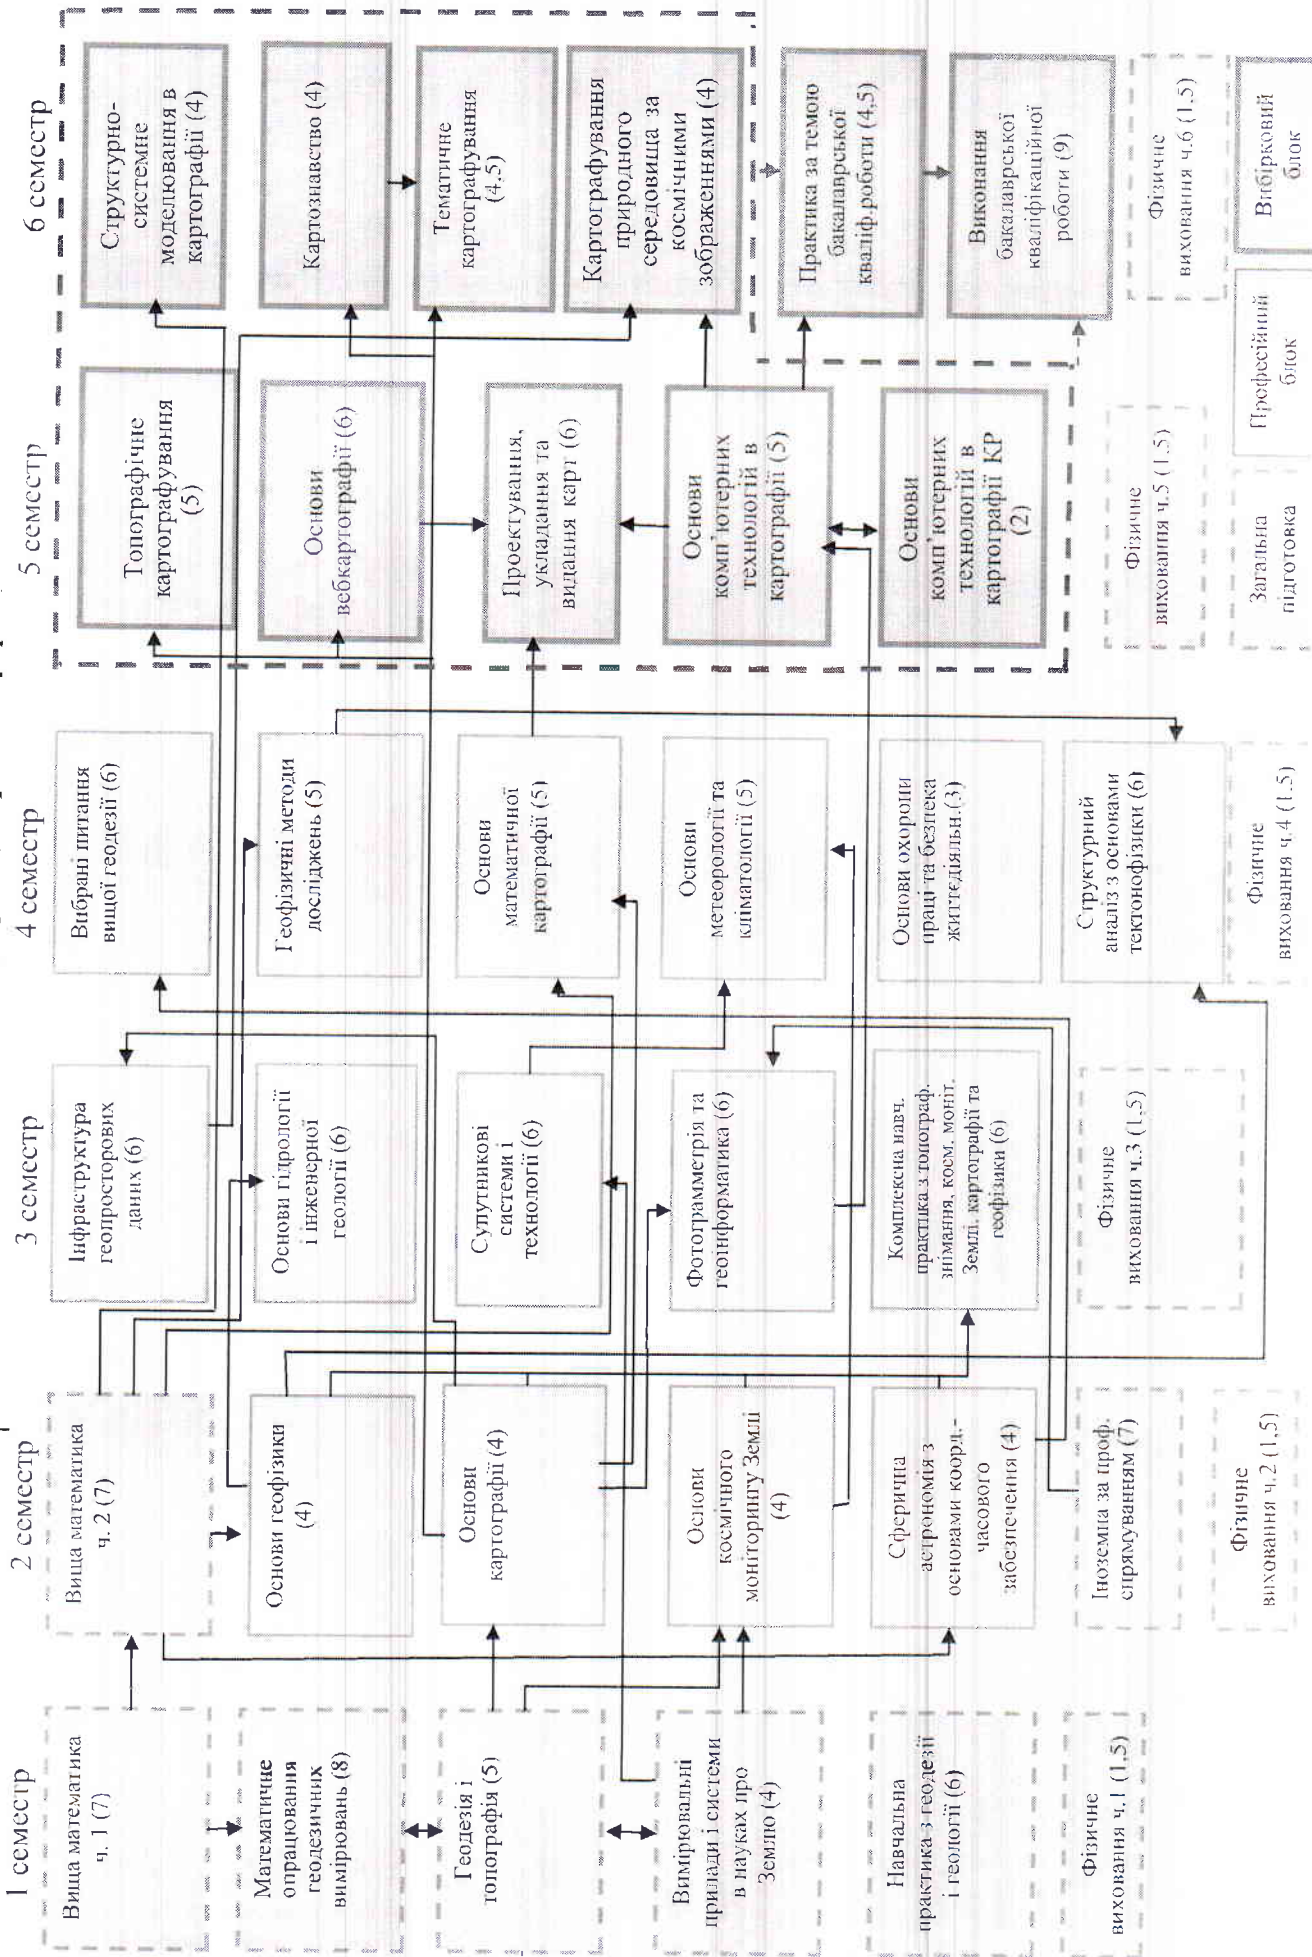 1 семестр
Вища математика
ч. 1 (7)
Математичне
опрацювання
геодезичних
вимірювань (8)
Геодезія і
топографія (5)
Вимірювальні
прилади і системи
в науках про
Землю (4)
Навчальна
практика з геодезії
і геології (6)
Фізичне
виховання ч.1 (1.5)
2 семестр
Вища математика
ч. 2 (7)
Основи геофізики
(4)
Основи
картографії (4)
Основи
космічного
моніторингу Землі
(4)
Сферична
астрономія з
основами коорд.-
часового
забезпечення (4)
Іноземна за проф.
спрямуванням (7)
Фізичне
виховання ч.2 (1,5)
3 семестр
Інфраструктура
геопросторових
даних (6)
Основи гідрології
і інженерної
геології (6)
Супутникові
системи і
технології (6)
Фотограмметрія та
геоінформатика (6)
Комплексна навч.
практика з топограф.
знімання, косм. моніт.
Землі, картографії та
геофізики (6)
Фізичне
виховання ч.3 (1,5)
4 семестр
Вибрані питання
вищої геодезії (6)
Геофізичні методи
досліджень (5)
Основи
математичної
картографії (5)
Основи
метеорології та
кліматології (5)
Основи охорони
праці та безпека
життєдіяльн.(3)
Структурний
аналіз з основами
тектонофізики (6)
Фізичне
виховання ч.4 (1.5)
5 семестр
Топографічне
картографування
(5)
Основи
вебкартографії (6)
Проектування,
укладання та
видання карт (6)
Основи
комп'ютерних
технологій в
картографії (5)
Основи
комп'ютерних
технологій в
картографії КР
(2)
Фізичне
виховання ч.5 (1.5)
6 семестр
Структурно-
системне
моделювання в
картографії (4)
Картознавство (4)
Тематичне
картографування
(4,5)
Картографування
природного
середовища за
космічними
зображеннями (4)
Практика за темою
бакалаврської
кваліф.роботи (4,5)
Виконання
бакалаврської
кваліфікаційної
роботи (9)
Фізичне
виховання ч.6 (1.5)
Загальна
підготовка
Професійний
блок
Вибірковий
блок